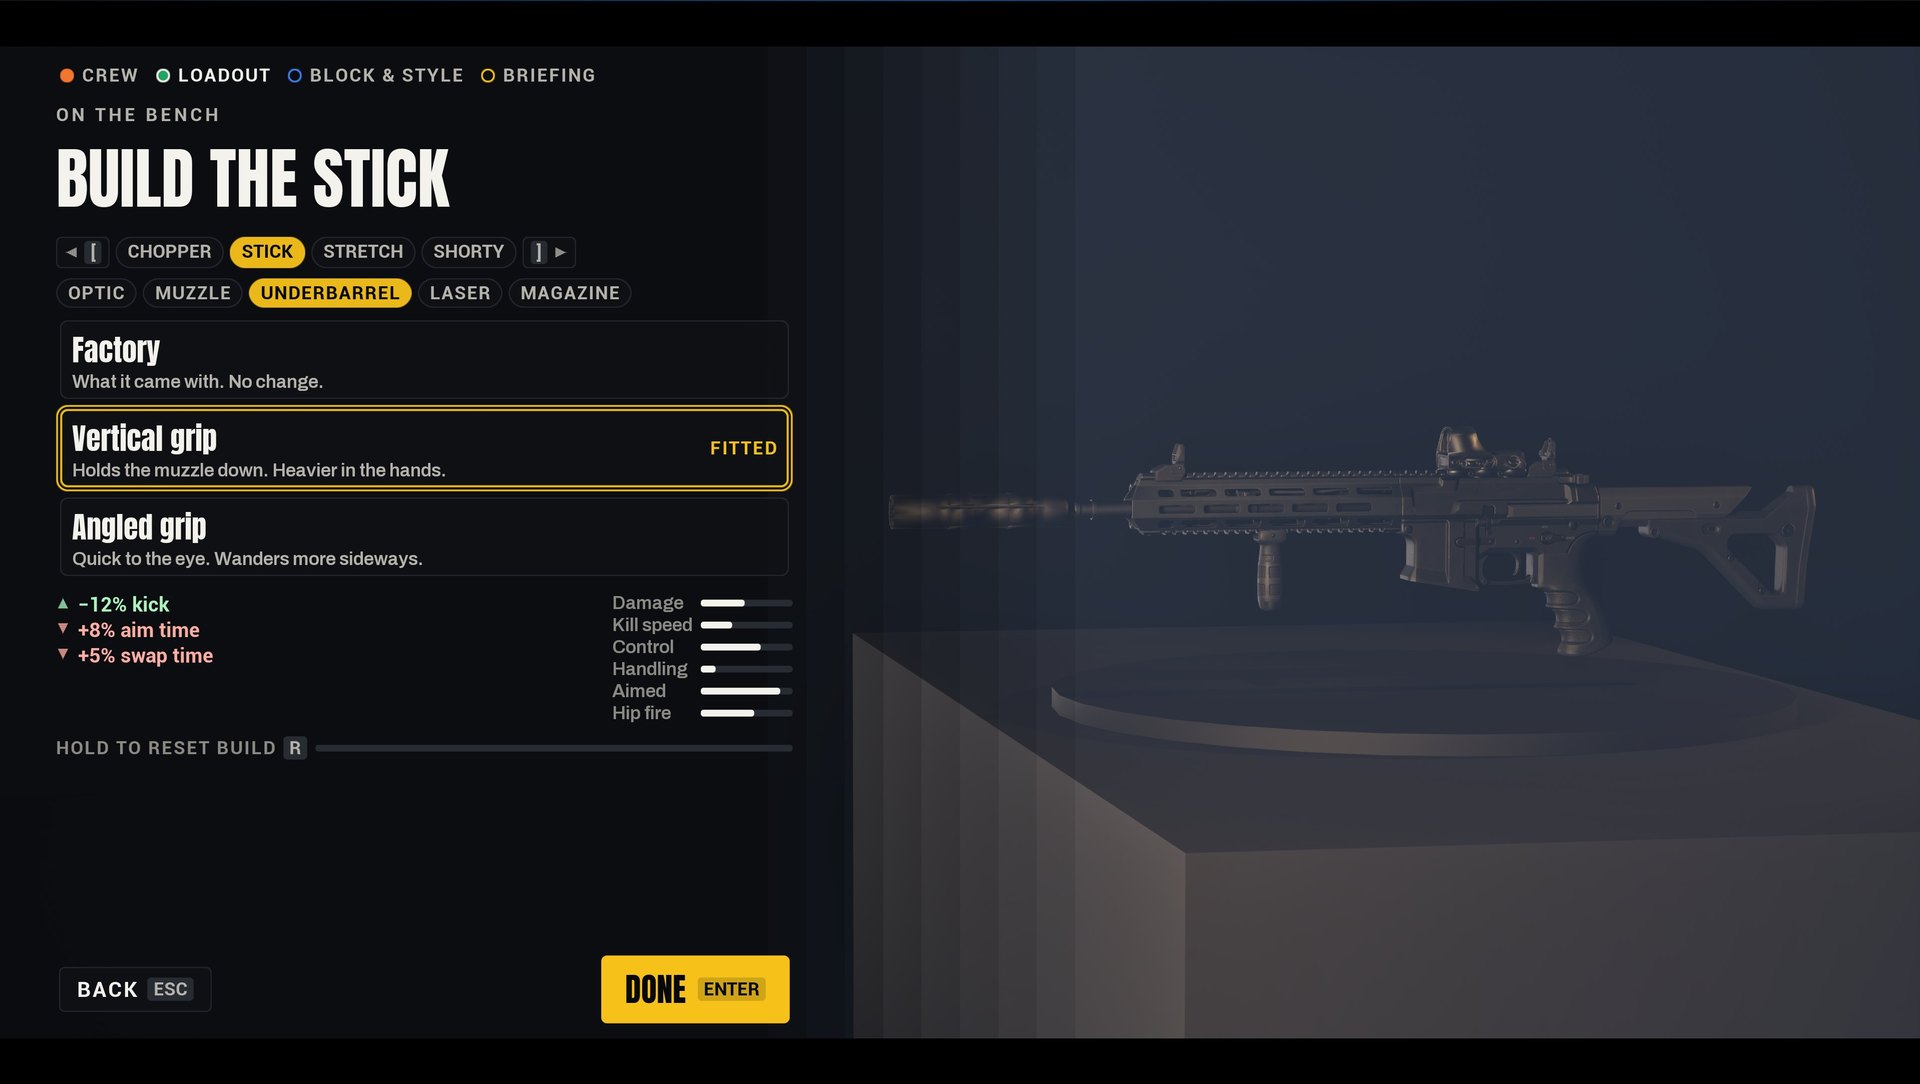 CREW LOADOUT BLOCK & STYLE BRIEFING
ON THE BENCH
BUILD THE STICK
◄ [ CHOPPER STICK STRETCH SHORTY ] ►
OPTIC MUZZLE UNDERBARREL LASER MAGAZINE
Factory
What it came with. No change.
Vertical grip
FITTED
Holds the muzzle down. Heavier in the hands.
Angled grip
Quick to the eye. Wanders more sideways.
▲ −12% kick
▼ +8% aim time
▼ +5% swap time
Damage
Kill speed
Control
Handling
Aimed
Hip fire
HOLD TO RESET BUILD R
BACK ESC
DONE ENTER